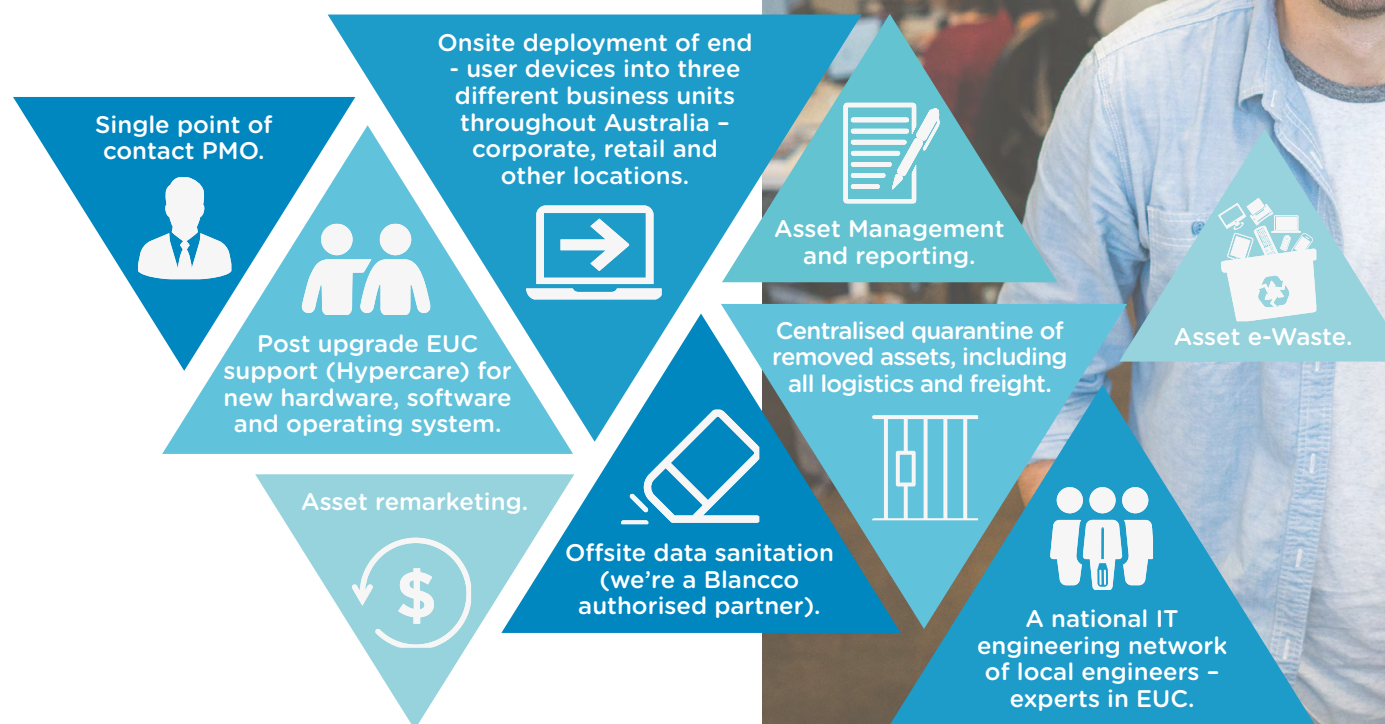 Single point of
contact PMO.
Onsite deployment of end
- user devices into three
different business units
throughout Australia –
corporate, retail and
other locations.
Asset Management
and reporting.
Asset e-Waste.
Post upgrade EUC
support (Hypercare) for
new hardware, software
and operating system.
Centralised quarantine of
removed assets, including
all logistics and freight.
Asset remarketing.
$
Offsite data sanitation
(we're a Blancco
authorised partner).
A national IT
engineering network
of local engineers –
experts in EUC.